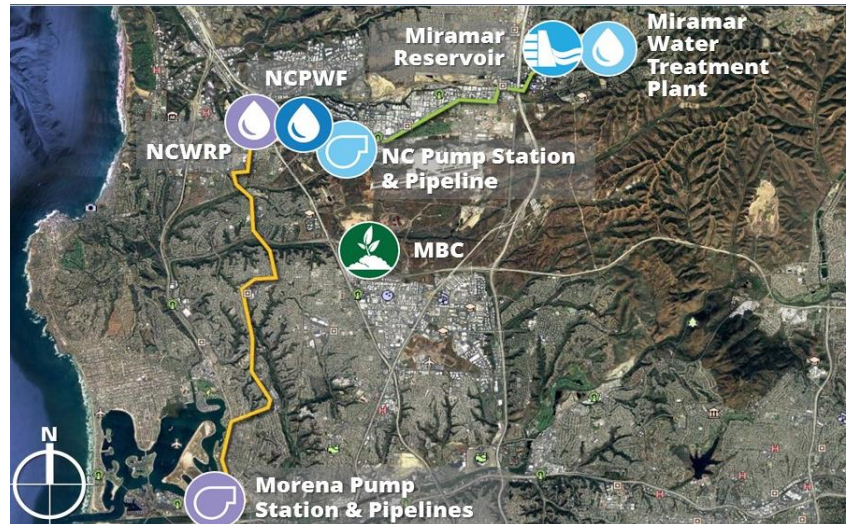 Miramar
Reservoir
Miramar
Water
Treatment
Plant
NCPWF
NCWRP
NC Pump Station
& Pipeline
MBC
N
Morena Pump
Station & Pipelines